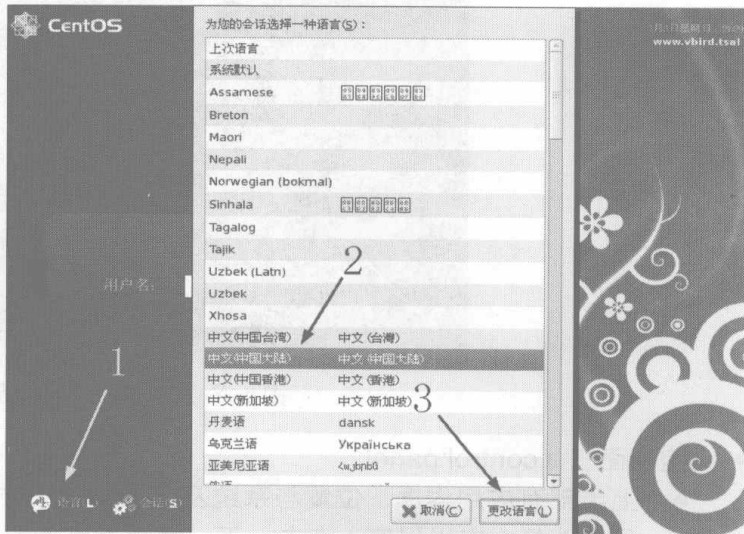 CentOS
为您的会话选择一种语言(S)：
www.vbird.tsai
上次语言
系统默认
Assamese
Breton
Maori
Nepali
Norwegian (bokmal)
Sinhala
Tagalog
Tajik
Uzbek (Latn)
Uzbek
Xhosa
中文(中国台湾) 中文 (台灣)
中文(中国大陆) 中文 (中国大陆)
中文(中国香港) 中文 (香港)
中文(新加坡) 中文 (新加坡)
丹麦语 dansk
乌克兰语 Українська
亚美尼亚语
用户名:
1
2
3
语言(L) 会话(S)
取消(C) 更改语言(L)